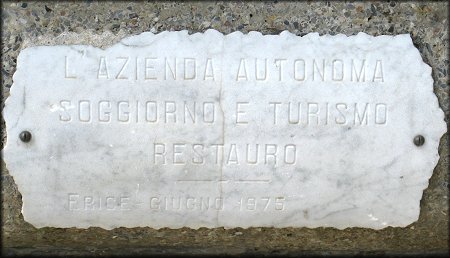 L'AZIENDA AUTONOMA
SOGGIORNO E TURISMO
RESTAURO
ERICE - GIUGNO 1975